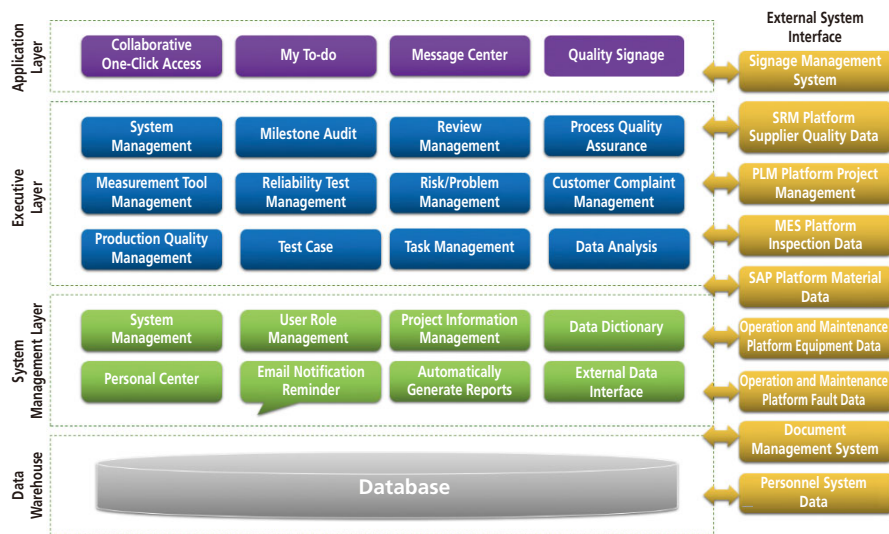 Application
Layer
Collaborative
One-Click Access
My To-do
Message Center
Quality Signage
Executive
Layer
System
Management
Milestone Audit
Review
Management
Process Quality
Assurance
Measurement Tool
Management
Reliability Test
Management
Risk/Problem
Management
Customer Complaint
Management
Production Quality
Management
Test Case
Task Management
Data Analysis
System
Management Layer
System
Management
User Role
Management
Project Information
Management
Data Dictionary
Personal Center
Email Notification
Reminder
Automatically
Generate Reports
External Data
Interface
Data
Warehouse
Database
External System
Interface
Signage Management
System
SRM Platform
Supplier Quality Data
PLM Platform Project
Management
MES Platform
Inspection Data
SAP Platform Material
Data
Operation and Maintenance
Platform Equipment Data
Operation and Maintenance
Platform Fault Data
Document
Management System
Personnel System
Data